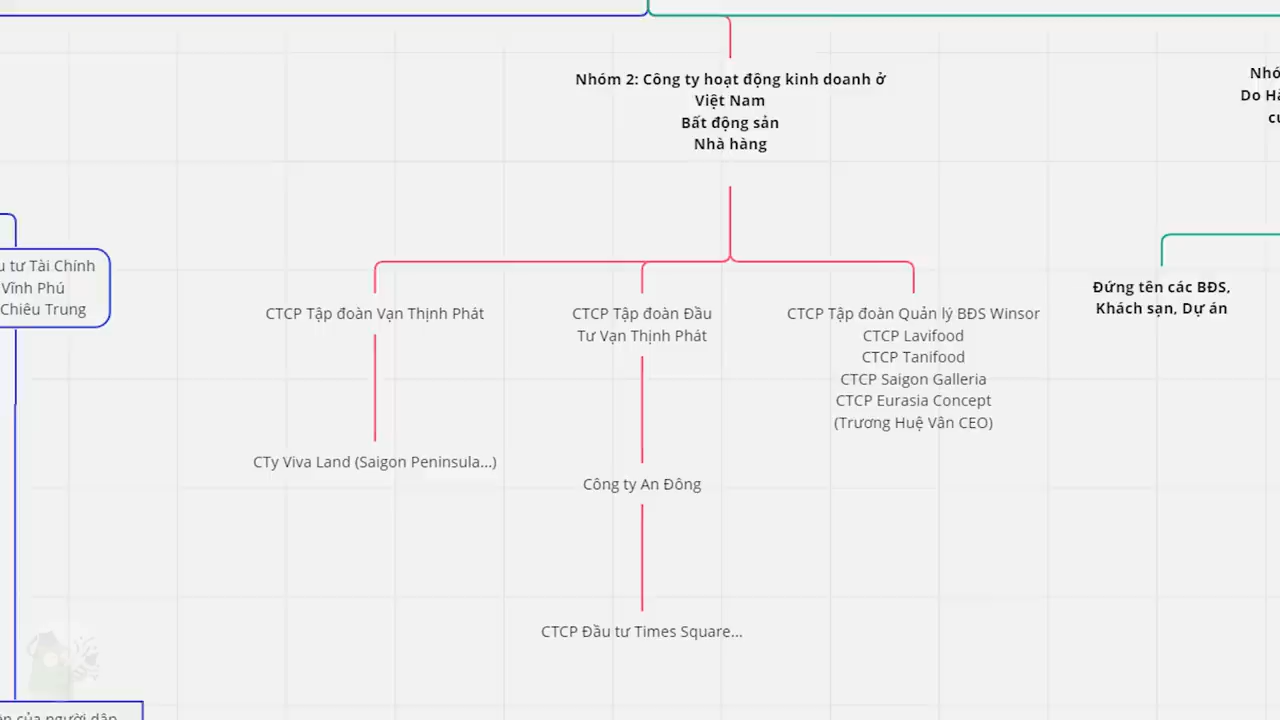 Nhóm 2: Công ty hoạt động kinh doanh ở
Việt Nam
Bất động sản
Nhà hàng
Nhó
Do Hà
cu
u tư Tài Chính
Vĩnh Phú
Chiêu Trung
CTCP Tập đoàn Vạn Thịnh Phát
CTy Viva Land (Saigon Peninsula...)
CTCP Tập đoàn Đầu
Tư Vạn Thịnh Phát
Công ty An Đông
CTCP Đầu tư Times Square...
CTCP Tập đoàn Quản lý BĐS Winsor
CTCP Lavifood
CTCP Tanifood
CTCP Saigon Galleria
CTCP Eurasia Concept
(Trương Huệ Vân CEO)
Đứng tên các BĐS,
Khách sạn, Dự án
của người dân